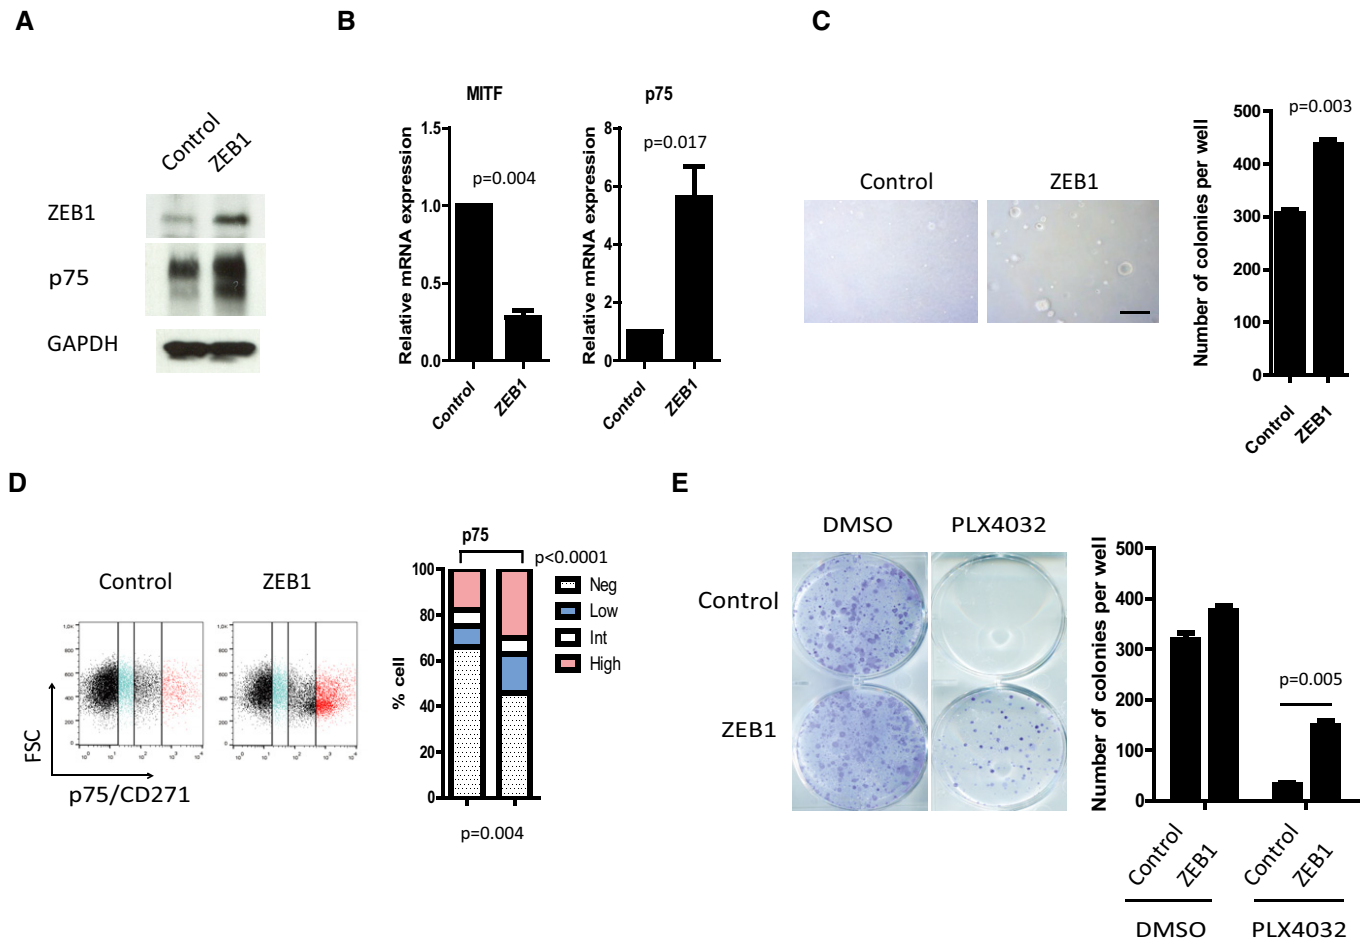 A
Control
ZEB1
ZEB1
p75
GAPDH
B
MITF
Relative mRNA expression
1.5
1.0
0.5
0.0
p=0.004
Control
ZEB1
p75
Relative mRNA expression
8
6
4
2
0
p=0.017
Control
ZEB1
C
Control
ZEB1
Number of colonies per well
500
400
300
200
100
0
p=0.003
Control
ZEB1
D
Control
ZEB1
FSC
p75/CD271
p75
p<0.0001
% cell
100
80
60
40
20
0
Neg
Low
Int
High
p=0.004
E
DMSO
PLX4032
Control
ZEB1
Number of colonies per well
500
400
300
200
100
0
p=0.005
Control
ZEB1
Control
ZEB1
DMSO
PLX4032